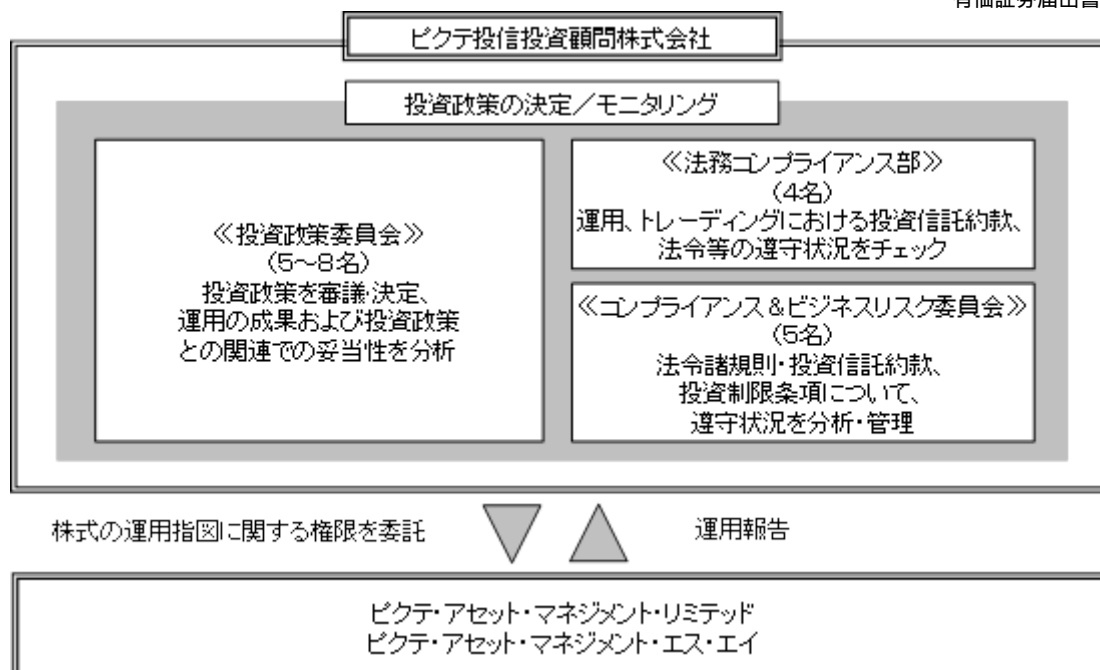 有価証券届出書
ピクテ投信投資顧問株式会社
投資政策の決定／モニタリング
≪投資政策委員会≫
(5～8名)
投資政策を審議･決定、
運用の成果および投資政策
との関連での妥当性を分析
≪法務コンプライアンス部≫
(4名)
運用、トレーディングにおける投資信託約款、
法令等の遵守状況をチェック
≪コンプライアンス＆ビジネスリスク委員会≫
(5名)
法令諸規則･投資信託約款、
投資制限条項について、
遵守状況を分析･管理
株式の運用指図に関する権限を委託
運用報告
ピクテ･アセット･マネジメント･リミテッド
ピクテ･アセット･マネジメント･エス･エイ